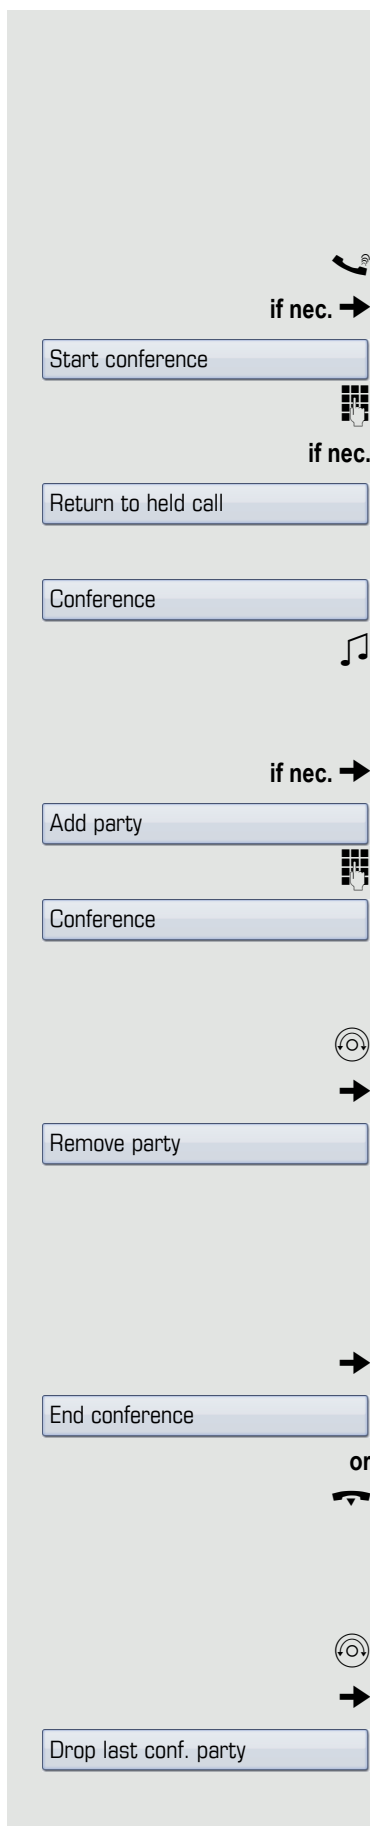 if nec.
Start conference
if nec.
Return to held call
Conference
if nec.
Add party
Conference
Remove party
End conference
or
Drop last conf. party